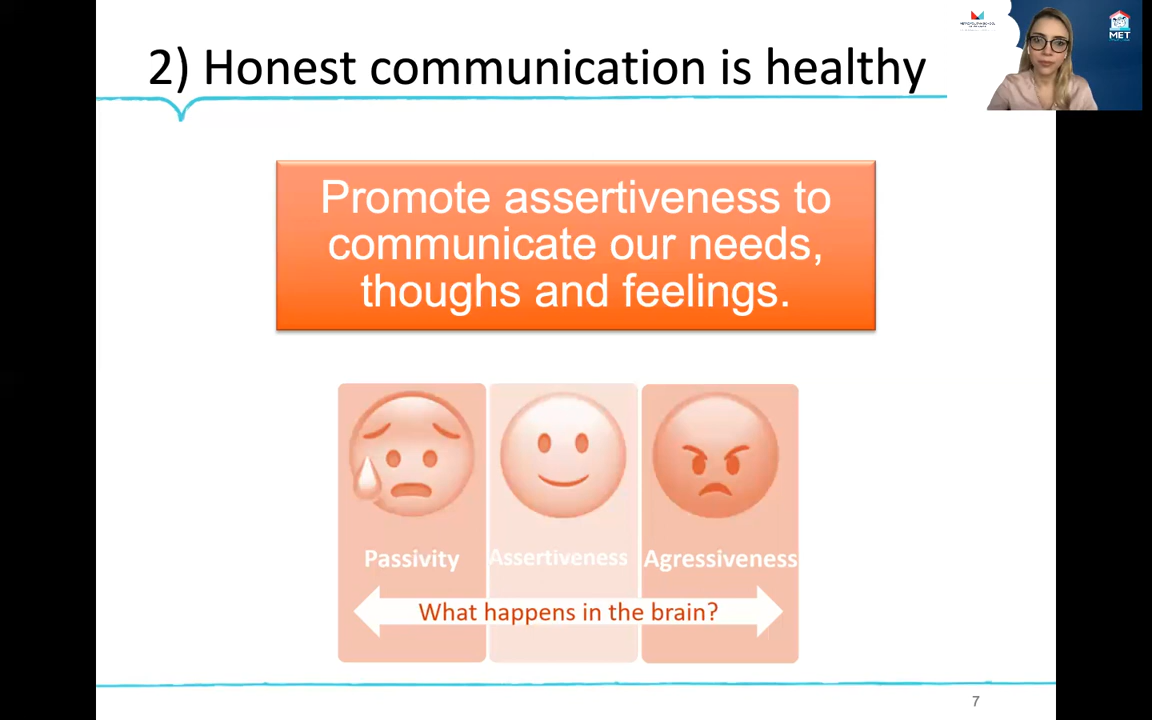 2) Honest communication is healthy
MET
Promote assertiveness to
communicate our needs,
thoughs and feelings.
Passivity
Assertiveness
Agressiveness
What happens in the brain?
7